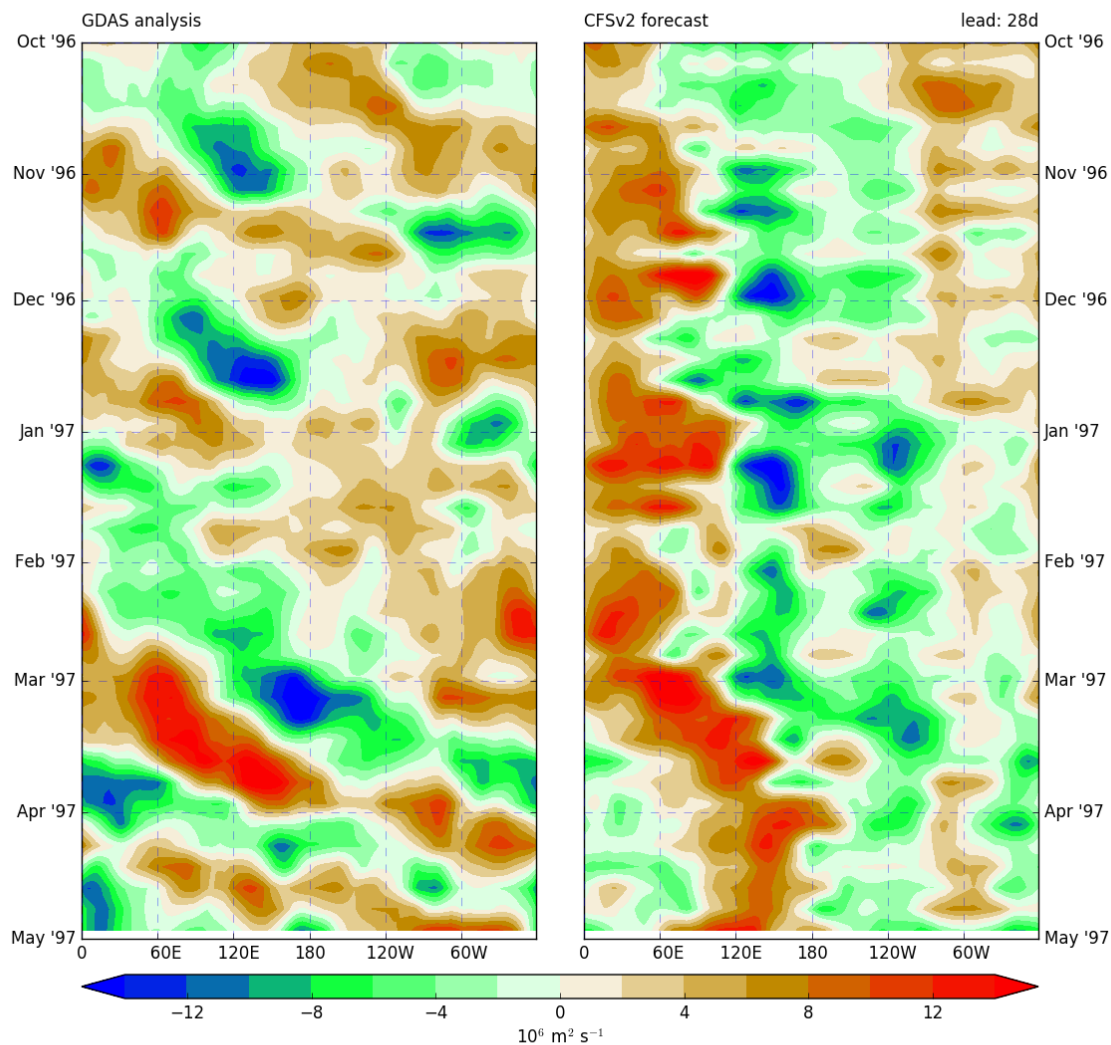 GDAS analysis
CFSv2 forecast lead: 28d
Oct '96 Oct '96
Nov '96 Nov '96
Dec '96 Dec '96
Jan '97 Jan '97
Feb '97 Feb '97
Mar '97 Mar '97
Apr '97 Apr '97
May '97 May '97
0 60E 120E 180 120W 60W
0 60E 120E 180 120W 60W
−12 −8 −4 0 4 8 12
10⁶ m² s⁻¹